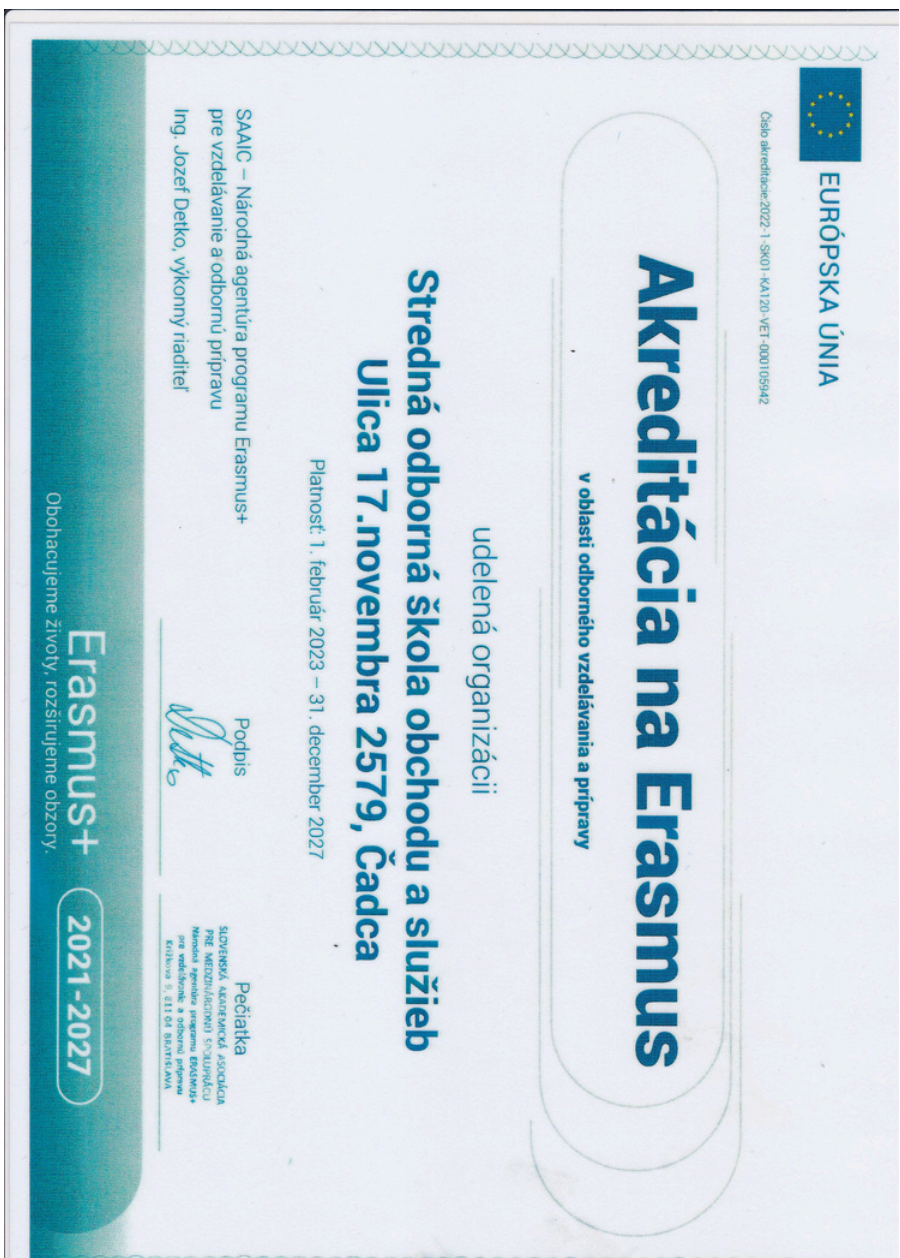 EURÓPSKA ÚNIA
Číslo akreditácie:2022-1-SK01-KA120-VET-000105942
Akreditácia na Erasmus
v oblasti odborného vzdelávania a prípravy
udelená organizácii
Stredná odborná škola obchodu a služieb
Ulica 17.novembra 2579, Čadca
Platnosť: 1. február 2023 – 31. december 2027
SAAIC – Národná agentúra programu Erasmus+
pre vzdelávanie a odbornú prípravu
Ing. Jozef Detko, výkonný riaditeľ
Podpis
Pečiatka
SLOVENSKÁ AKADEMICKÁ ASOCIÁCIA
PRE MEDZINÁRODNÚ SPOLUPRÁCU
Národná agentúra programu ERASMUS+
pre vzdelávanie a odbornú prípravu
Križkova 9, 811 04 BRATISLAVA
Erasmus+ 2021-2027
Obohacujeme životy, rozširujeme obzory.